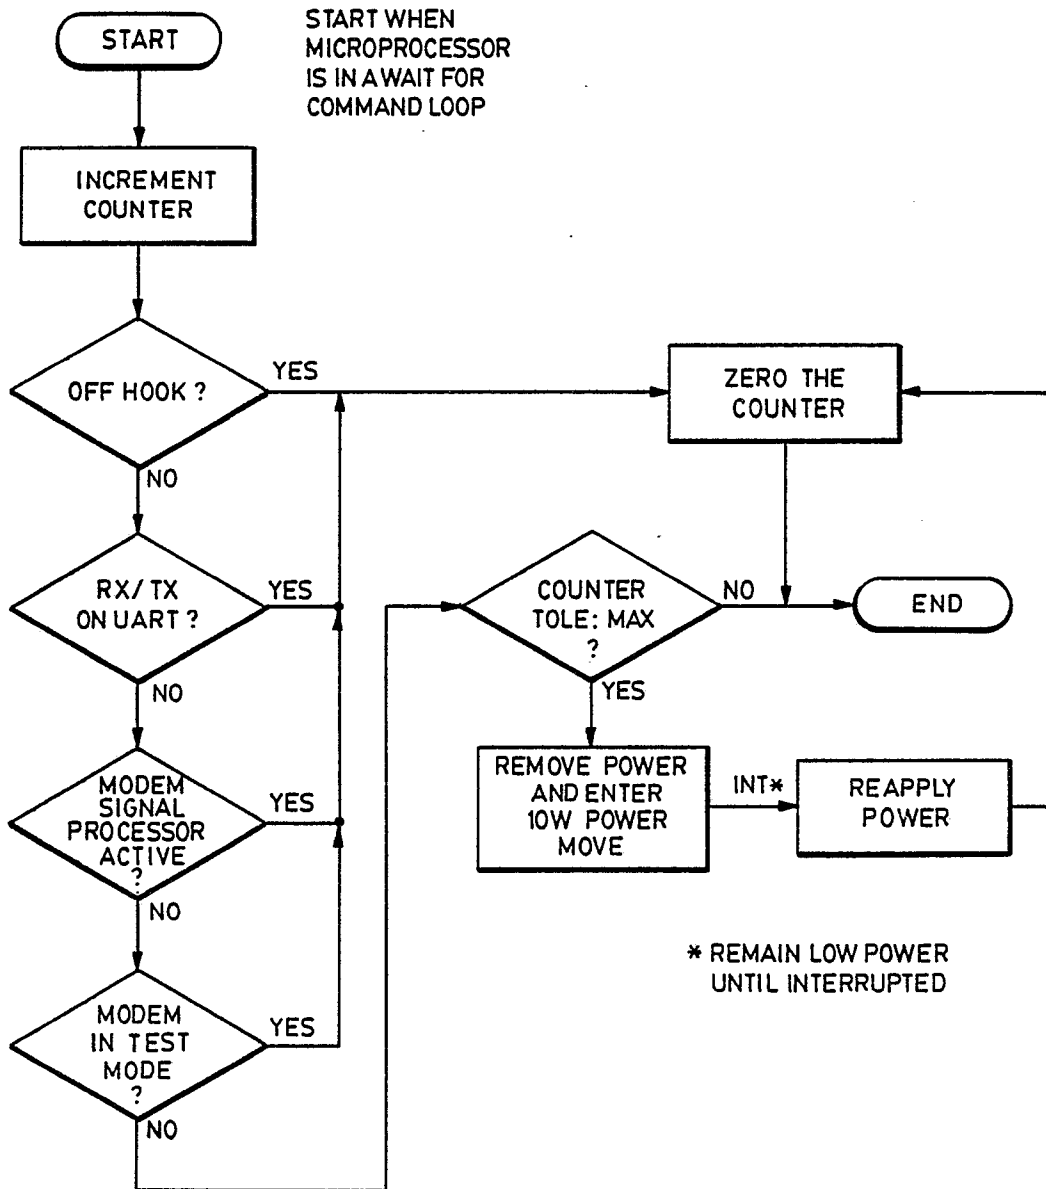 START
START WHEN
MICROPROCESSOR
IS IN A WAIT FOR
COMMAND LOOP
INCREMENT
COUNTER
OFF HOOK ?
YES
NO
ZERO THE
COUNTER
RX/TX
ON UART ?
YES
NO
COUNTER
TOLE: MAX
?
NO
YES
END
MODEM
SIGNAL
PROCESSOR
ACTIVE
?
YES
NO
REMOVE POWER
AND ENTER
10W POWER
MOVE
INT*
REAPPLY
POWER
MODEM
IN TEST
MODE
?
YES
NO
* REMAIN LOW POWER
UNTIL INTERRUPTED